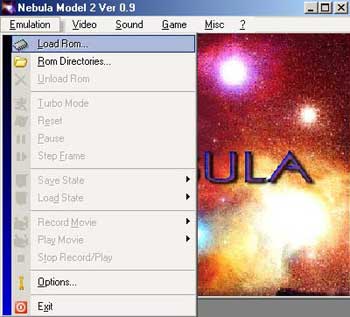 Nebula Model 2 Ver 0.9
Emulation Video Sound Game Misc ?
Load Rom...
Rom Directories...
Unload Rom
Turbo Mode
Reset
Pause
Step Frame
Save State
Load State
Record Movie
Play Movie
Stop Record/Play
Options...
Exit
ULA